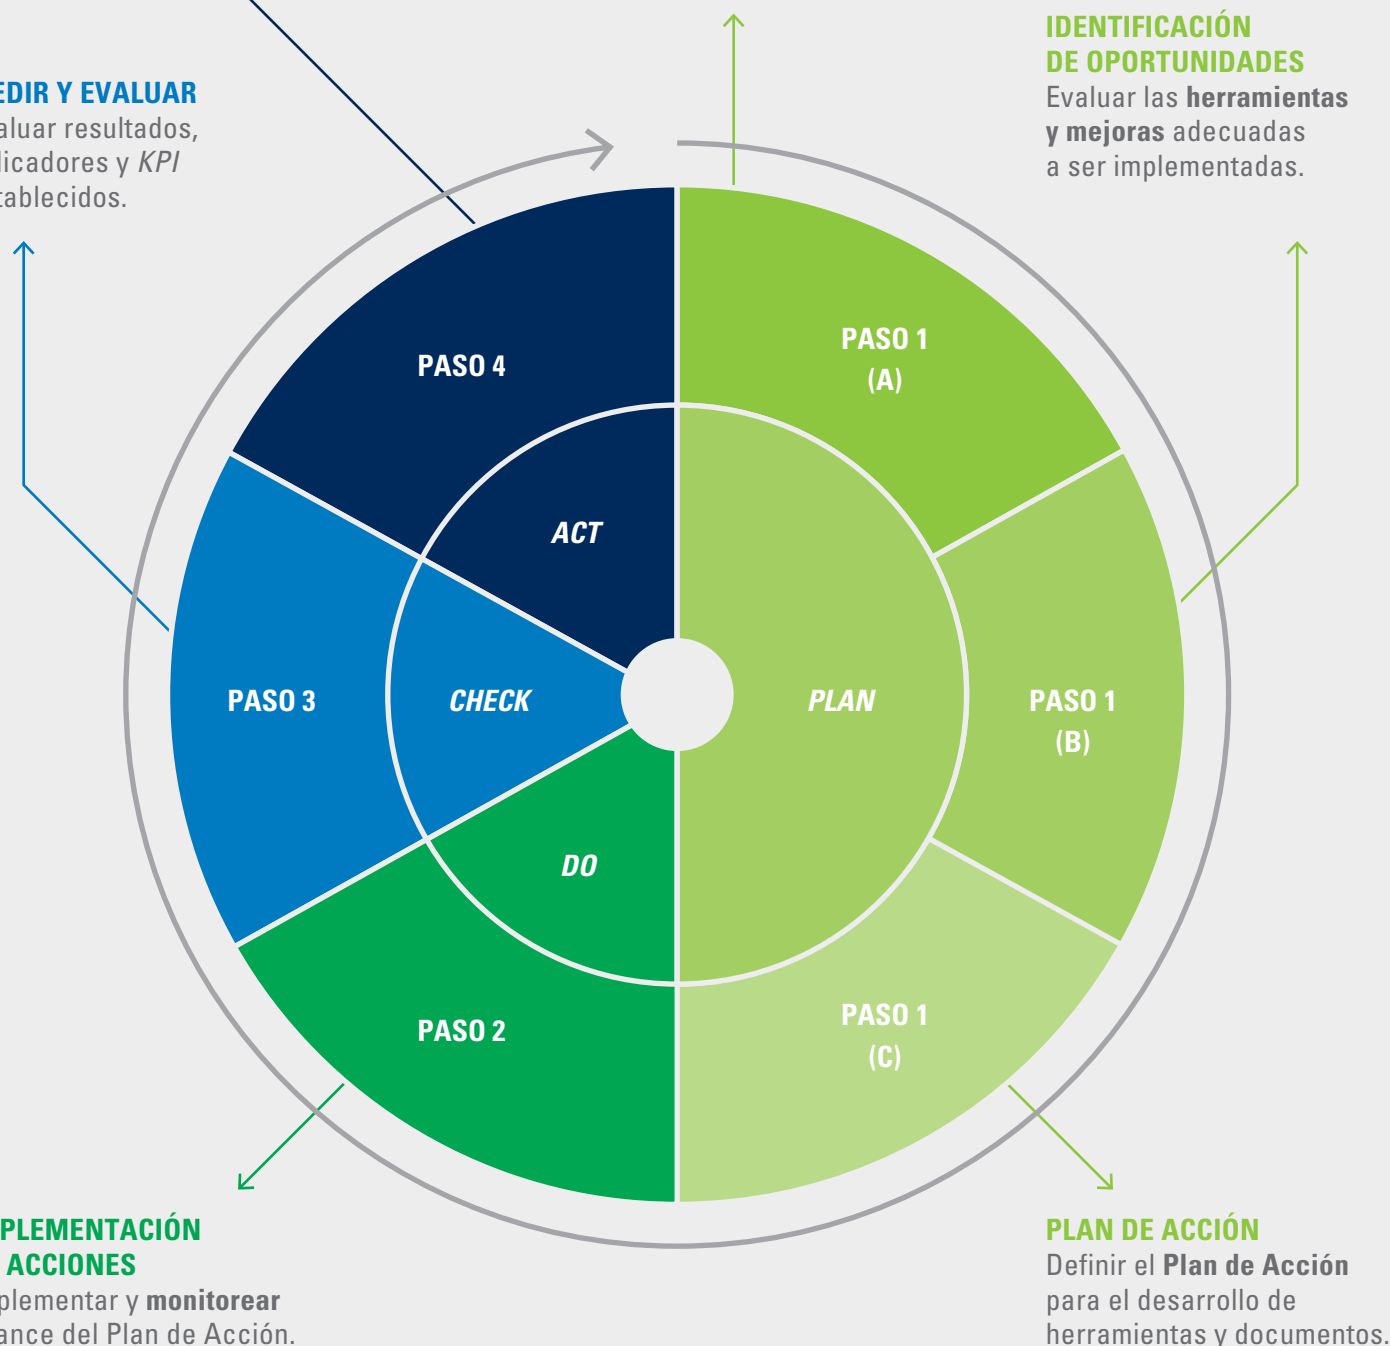 IDENTIFICACIÓN
DE OPORTUNIDADES
Evaluar las herramientas
y mejoras adecuadas
a ser implementadas.
EDIR Y EVALUAR
aluar resultados,
dicadores y KPI
tablecidos.
PASO 4
PASO 1
(A)
ACT
PASO 3
CHECK
PLAN
PASO 1
(B)
DO
PASO 2
PASO 1
(C)
PLEMENTACIÓN
ACCIONES
plementar y monitorear
ance del Plan de Acción.
PLAN DE ACCIÓN
Definir el Plan de Acción
para el desarrollo de
herramientas y documentos.